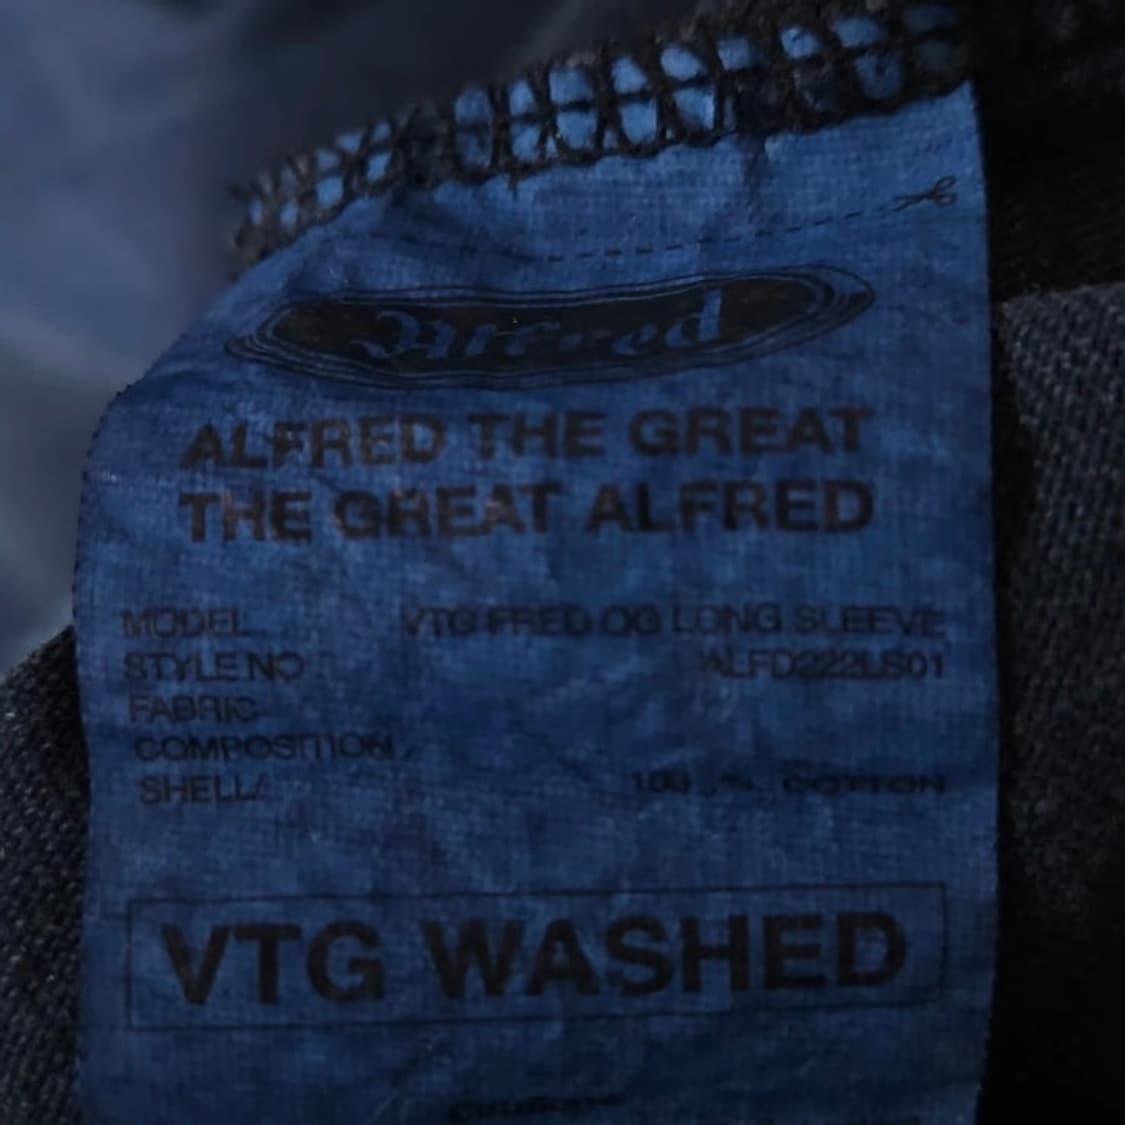 Alfred
ALFRED THE GREAT
THE GREAT ALFRED
MODEL VTG FRED OG LONG SLEEVE
STYLE NO ALFD222LS01
FABRIC
COMPOSITION
SHELL/ 100 % COTTON
VTG WASHED